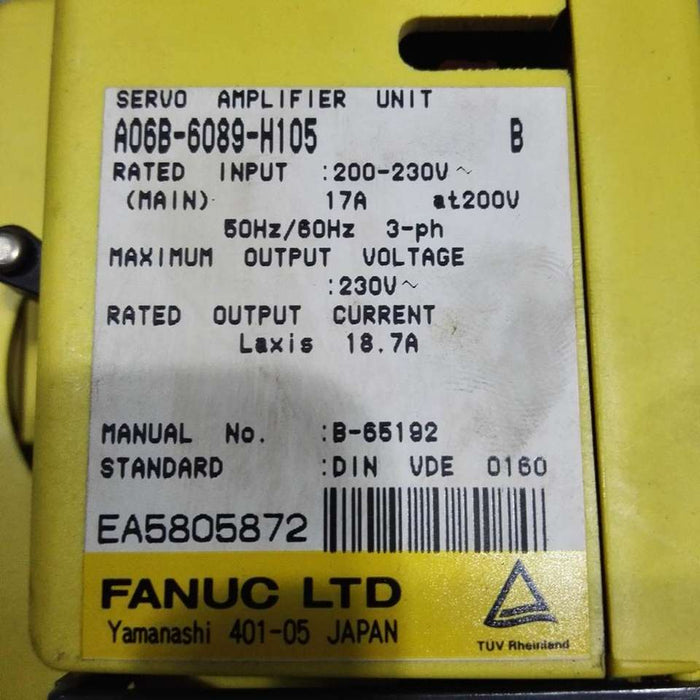 SERVO AMPLIFIER UNIT
A06B-6089-H105 B
RATED INPUT :200-230V~
(MAIN) 17A at200V
50Hz/60Hz 3-ph
MAXIMUM OUTPUT VOLTAGE
:230V~
RATED OUTPUT CURRENT
Laxis 18.7A
MANUAL No. :B-65192
STANDARD :DIN VDE 0160
EA5805872
FANUC LTD
Yamanashi 401-05 JAPAN
TÜV Rheinland